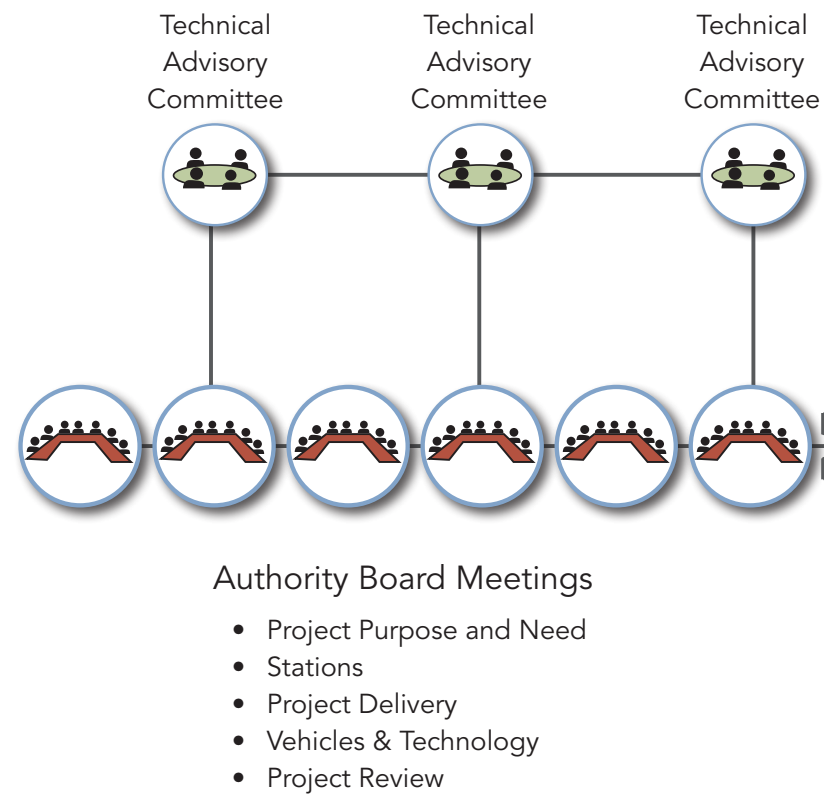 Technical
Advisory
Committee
Technical
Advisory
Committee
Technical
Advisory
Committee
Authority Board Meetings
• Project Purpose and Need
• Stations
• Project Delivery
• Vehicles & Technology
• Project Review